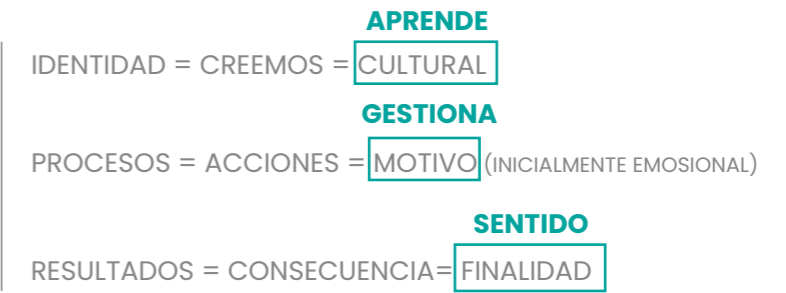 APRENDE
IDENTIDAD = CREEMOS = CULTURAL
GESTIONA
PROCESOS = ACCIONES = MOTIVO (INICIALMENTE EMOSIONAL)
SENTIDO
RESULTADOS = CONSECUENCIA= FINALIDAD